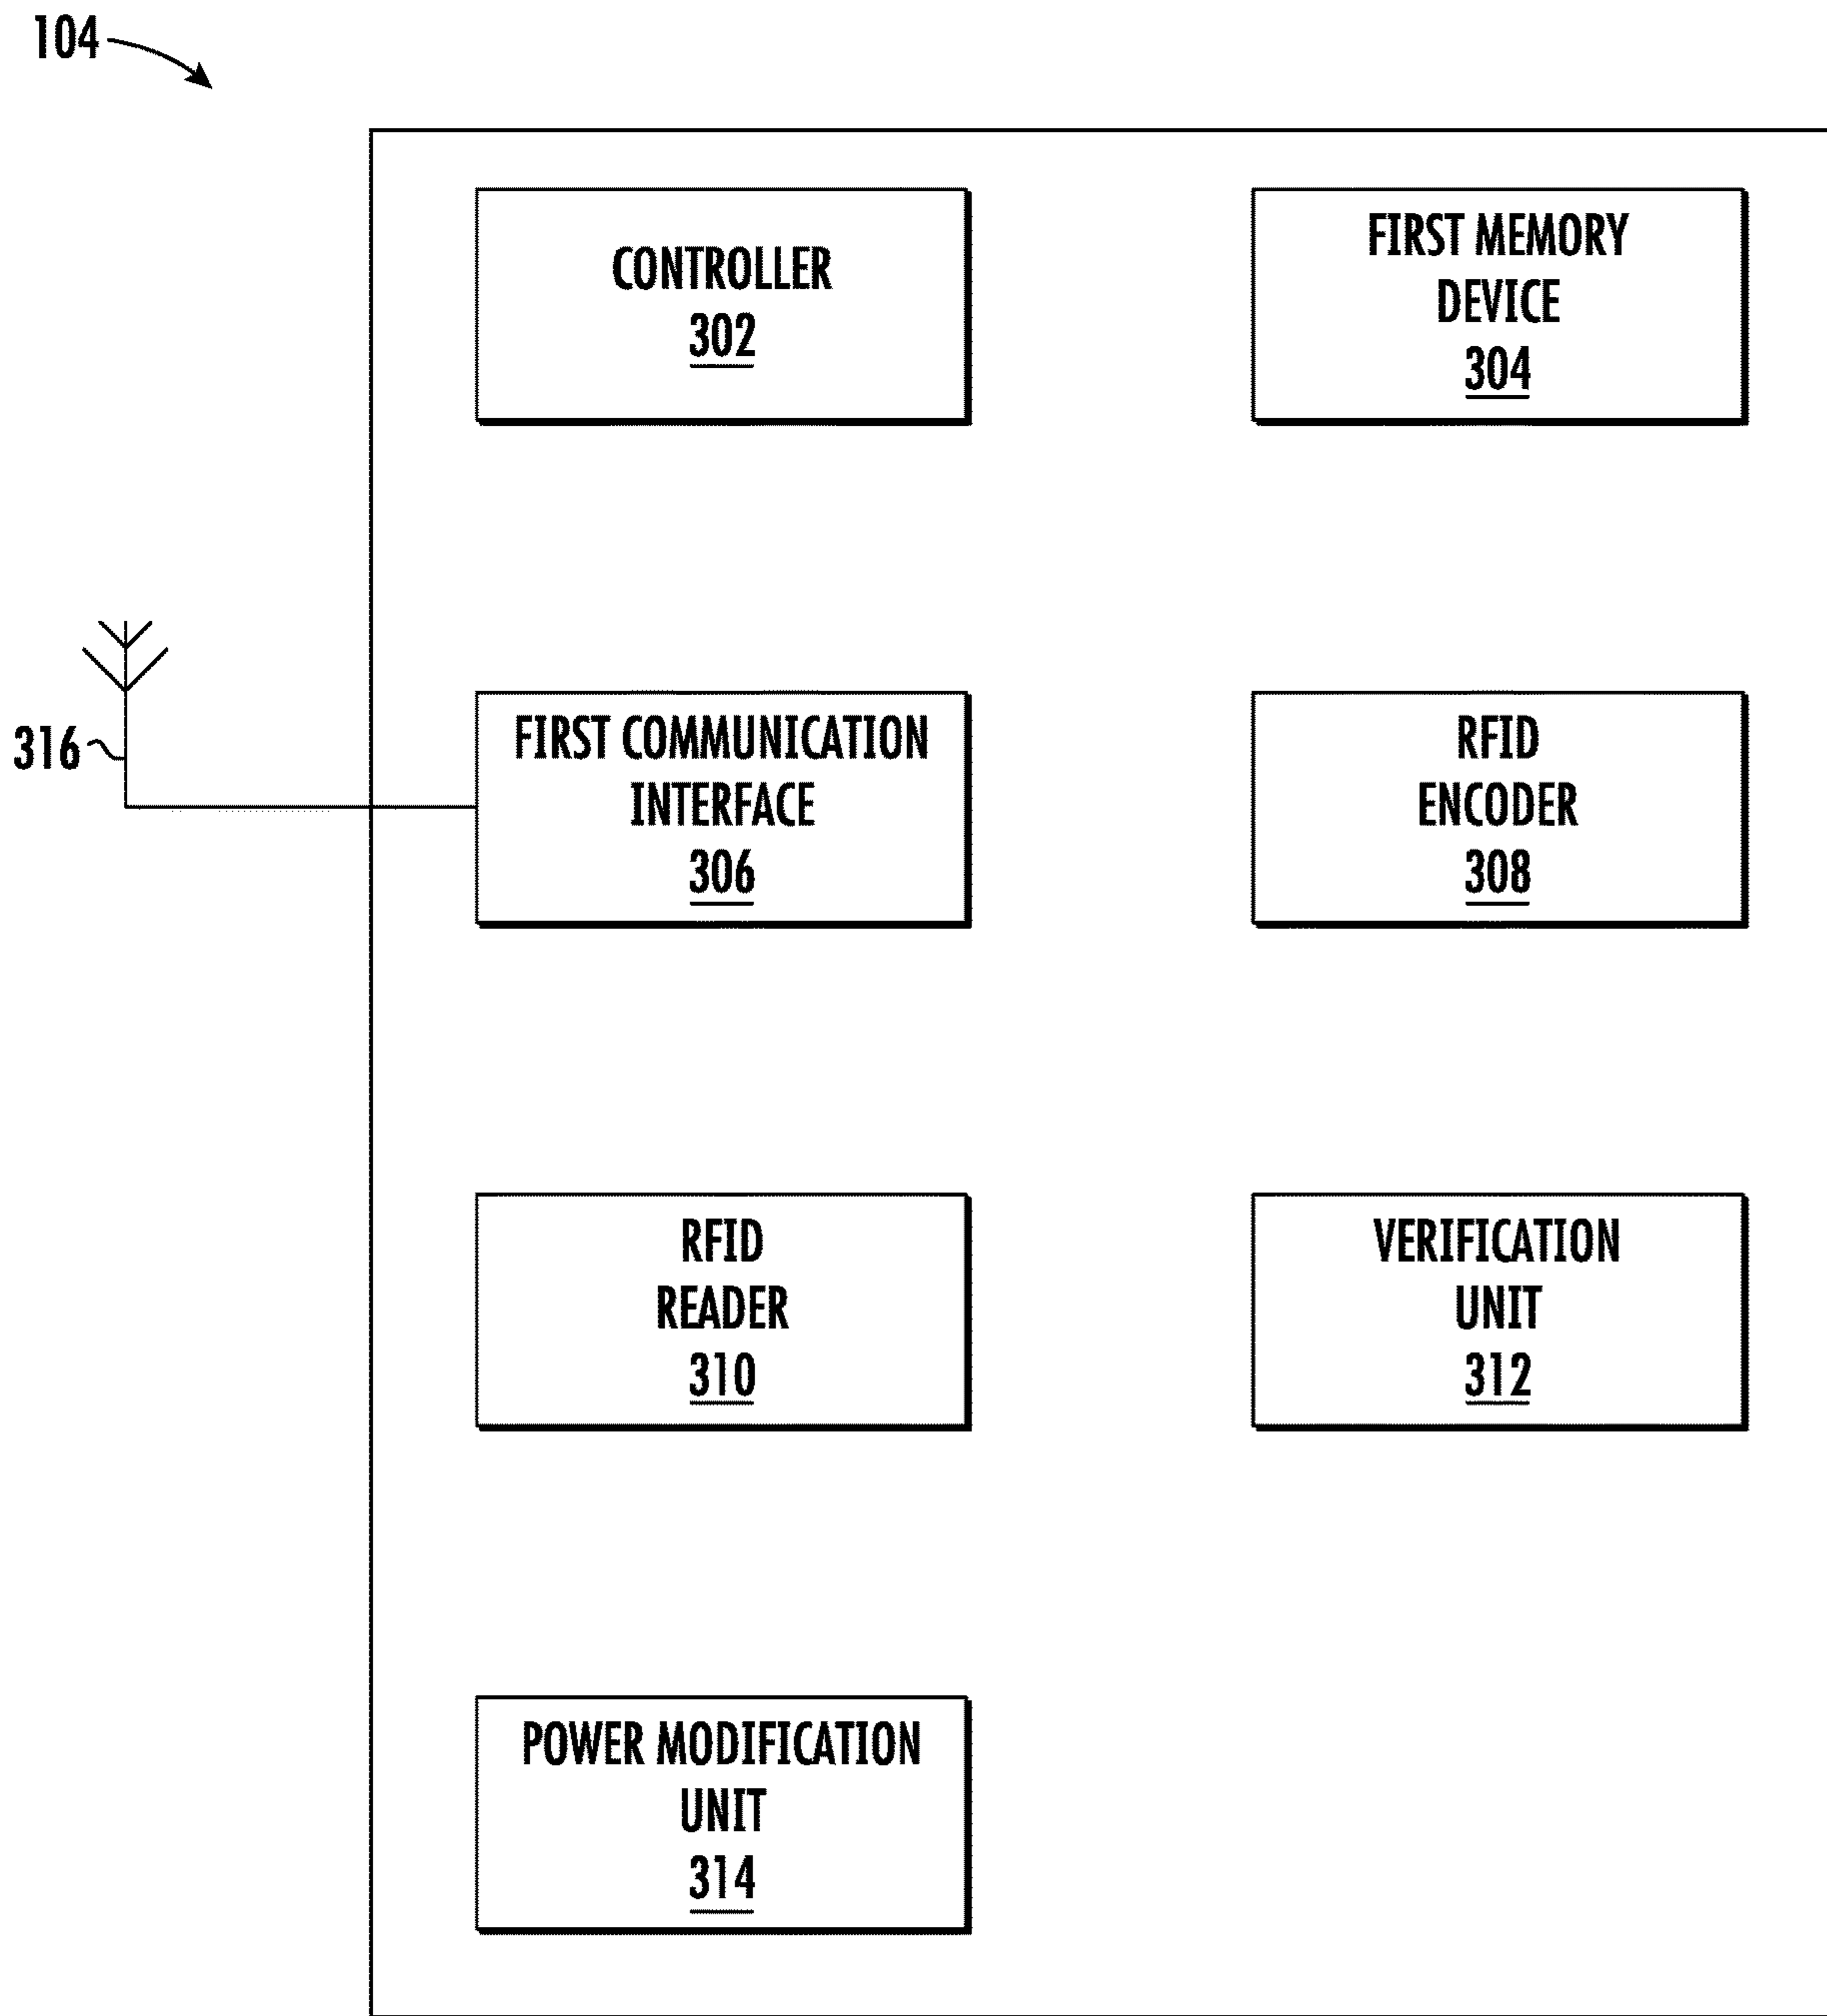 104
CONTROLLER
302
FIRST MEMORY
DEVICE
304
316
FIRST COMMUNICATION
INTERFACE
306
RFID
ENCODER
308
RFID
READER
310
VERIFICATION
UNIT
312
POWER MODIFICATION
UNIT
314